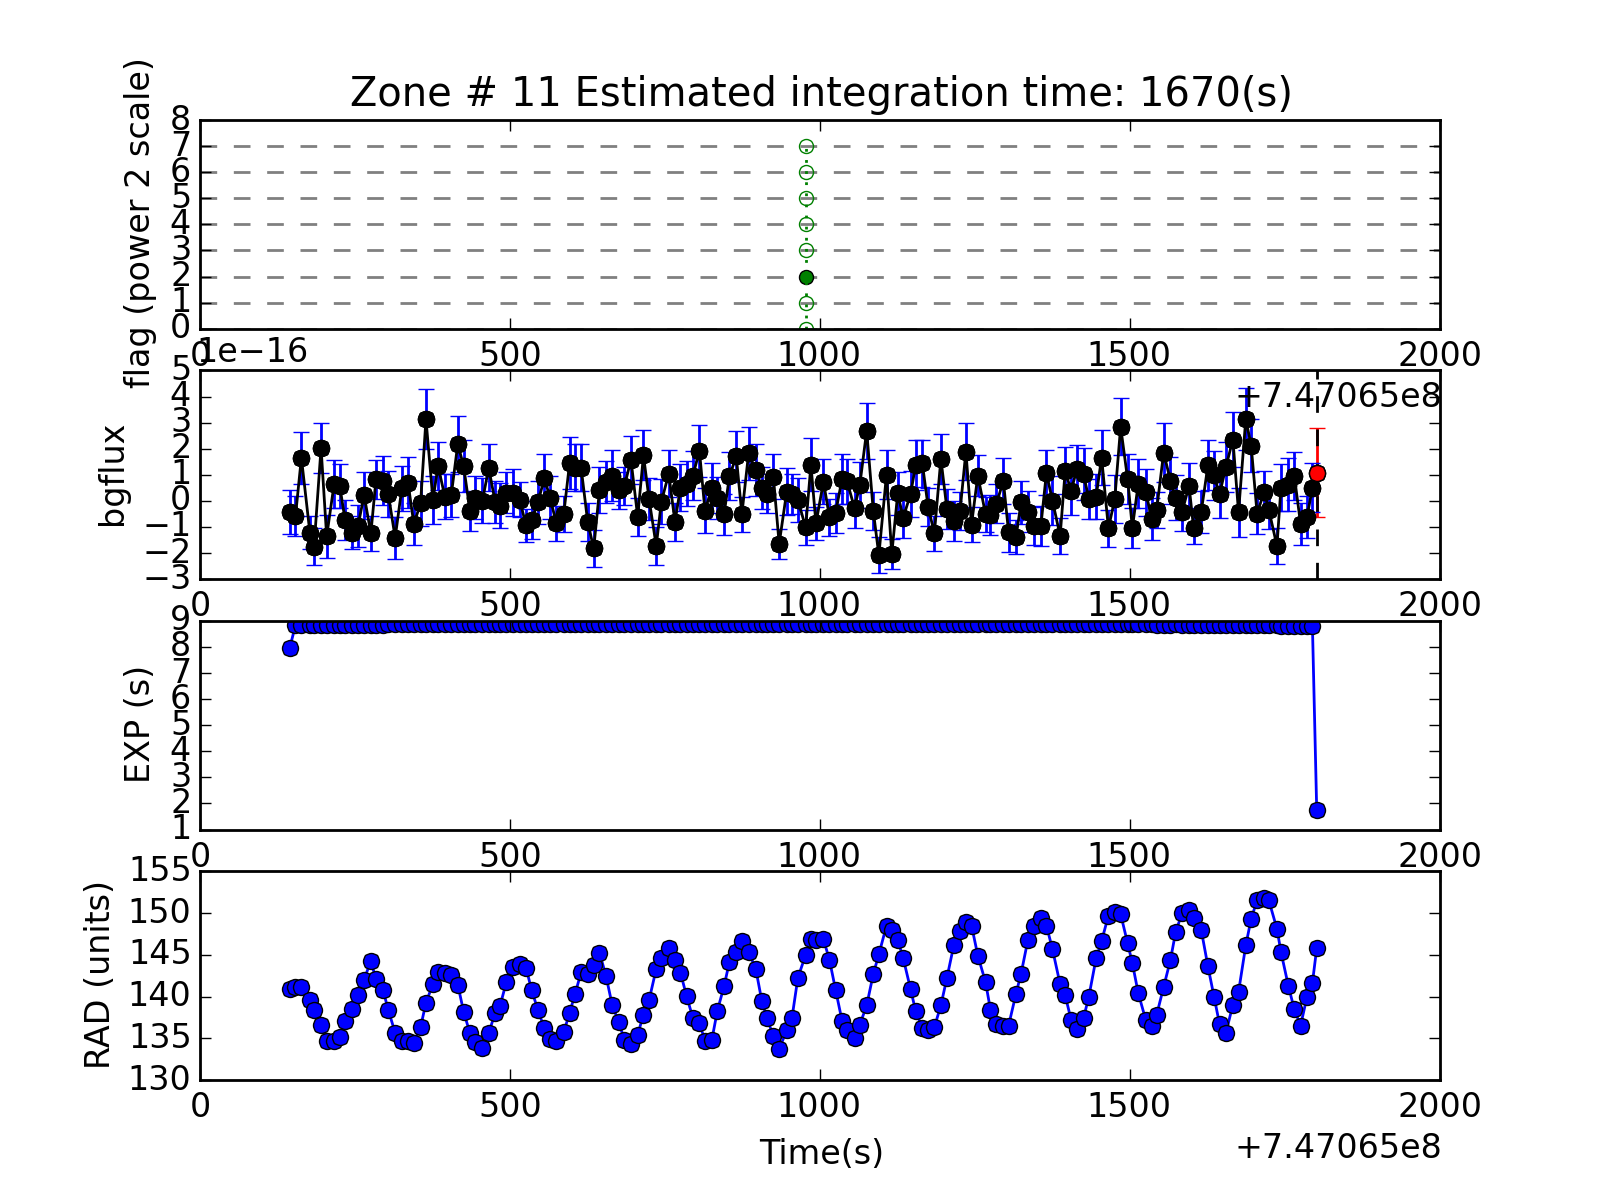 Zone # 11 Estimated integration time: 1670(s)
flag (power 2 scale)
8
7
6
5
4
3
2
1
0
0 500 1000 1500 2000
1e−16
+7.47065e8
bgflux
5
4
3
2
1
0
−1
−2
−3
0 500 1000 1500 2000
EXP (s)
9
8
7
6
5
4
3
2
1
0 500 1000 1500 2000
RAD (units)
155
150
145
140
135
130
0 500 1000 1500 2000
Time(s)
+7.47065e8